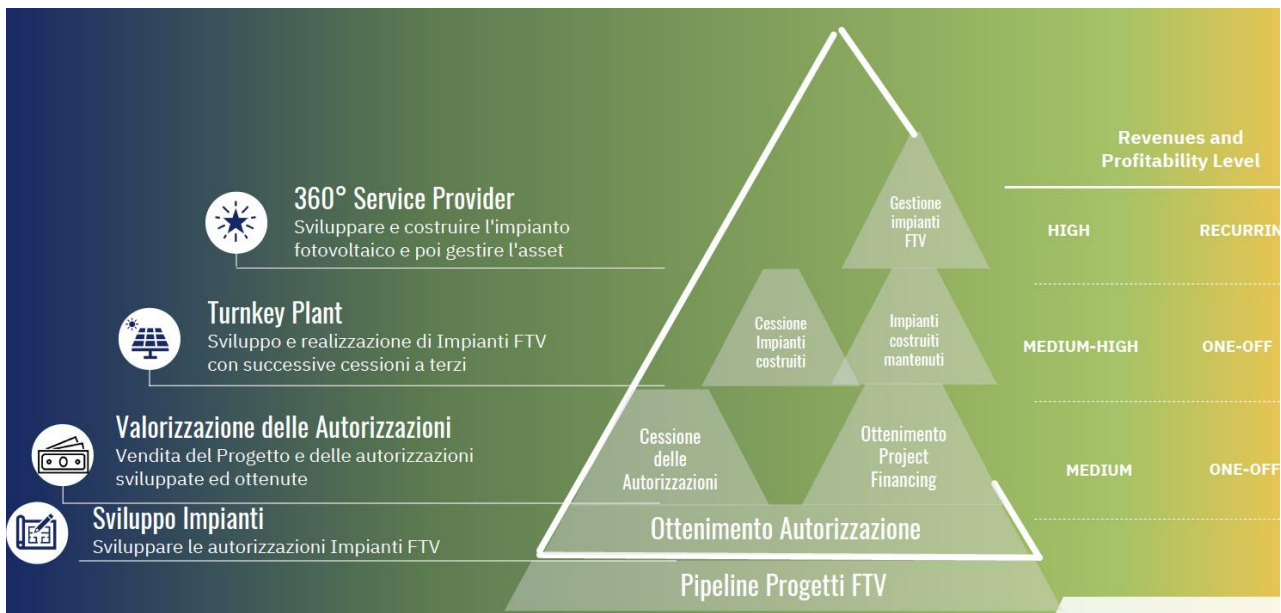 360° Service Provider
Sviluppare e costruire l'impianto
fotovoltaico e poi gestire l'asset
Turnkey Plant
Sviluppo e realizzazione di Impianti FTV
con successive cessioni a terzi
Valorizzazione delle Autorizzazioni
Vendita del Progetto e delle autorizzazioni
sviluppate ed ottenute
Sviluppo Impianti
Sviluppare le autorizzazioni Impianti FTV
Gestione
impianti
FTV
Cessione
Impianti
costruiti
Impianti
costruiti
mantenuti
Cessione
delle
Autorizzazioni
Ottenimento
Project
Financing
Ottenimento Autorizzazione
Pipeline Progetti FTV
Revenues and
Profitability Level
HIGH RECURRIN
MEDIUM-HIGH ONE-OFF
MEDIUM ONE-OFF